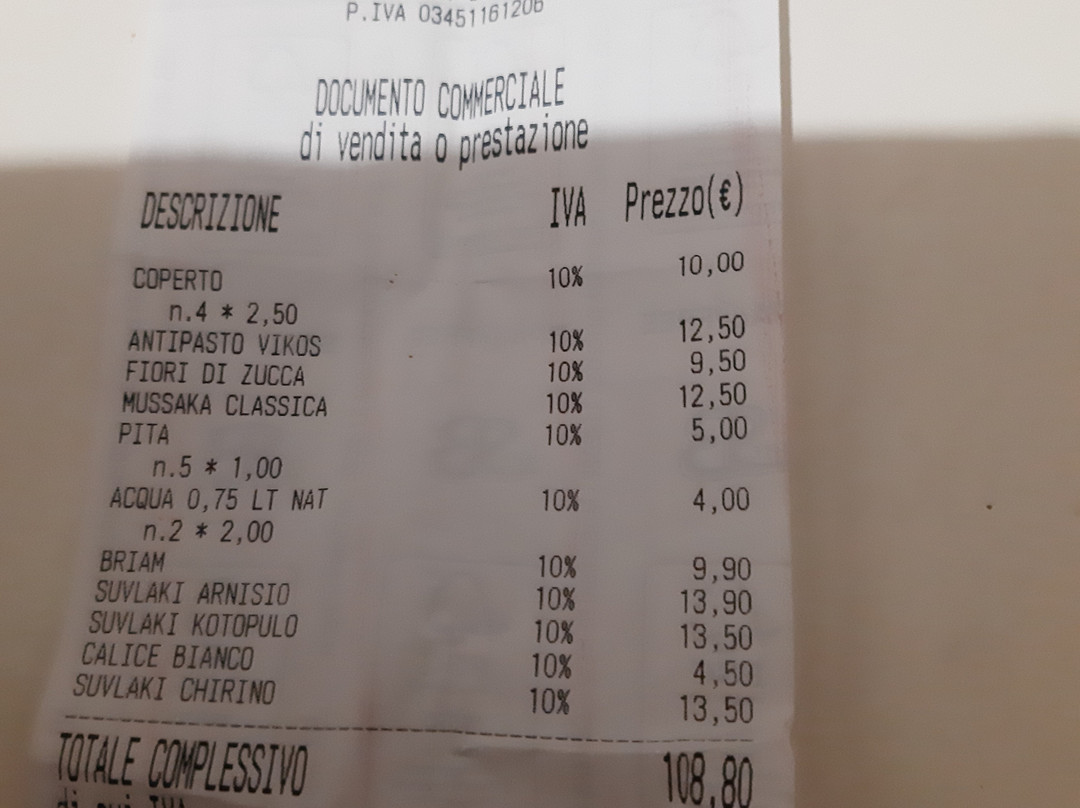 P.IVA 03451161206
DOCUMENTO COMMERCIALE
di vendita o prestazione
DESCRIZIONE IVA Prezzo(€)
COPERTO 10% 10,00
n.4 * 2,50
ANTIPASTO VIKOS 10% 12,50
FIORI DI ZUCCA 10% 9,50
MUSSAKA CLASSICA 10% 12,50
PITA 10% 5,00
n.5 * 1,00
ACQUA 0,75 LT NAT 10% 4,00
n.2 * 2,00
BRIAM 10% 9,90
SUVLAKI ARNISIO 10% 13,90
SUVLAKI KOTOPULO 10% 13,50
CALICE BIANCO 10% 4,50
SUVLAKI CHIRINO 10% 13,50
TOTALE COMPLESSIVO 108,80
di cui IVA